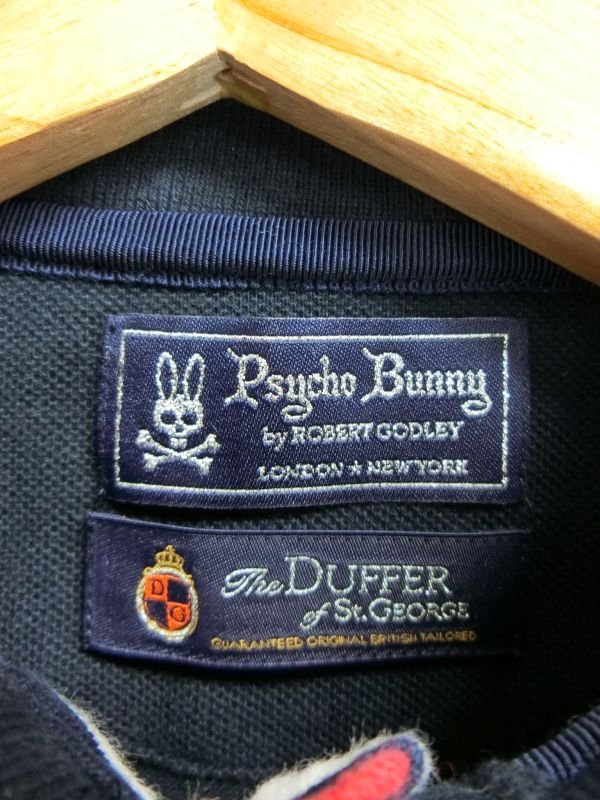 Psycho Bunny
by ROBERT GODLEY
LONDON ★ NEW YORK
D S
The DUFFER
of St. GEORGE
GUARANTEED ORIGINAL BRITISH TAILORED